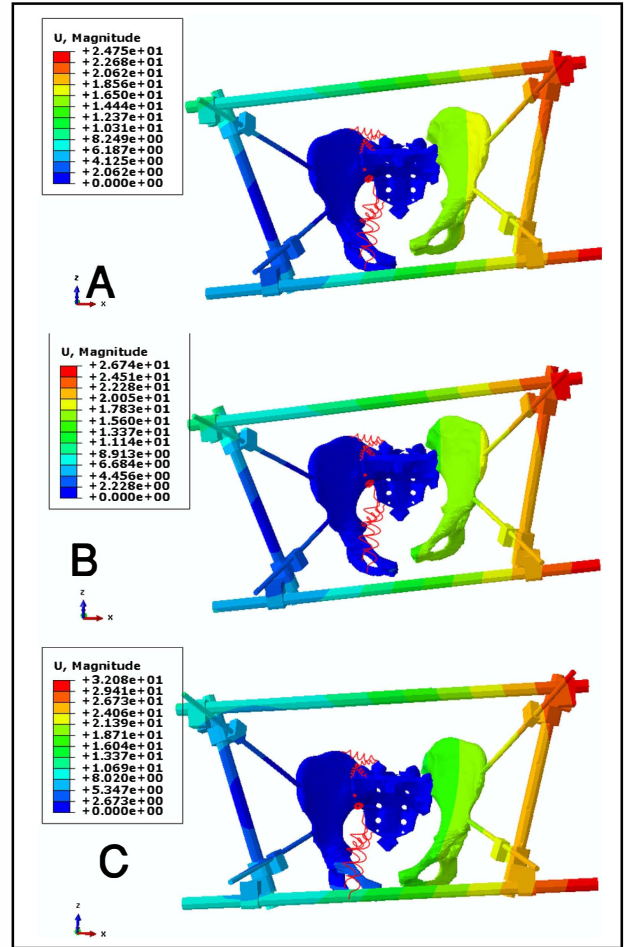 U, Magnitude
+2.475e+01
+2.268e+01
+2.062e+01
+1.856e+01
+1.650e+01
+1.444e+01
+1.237e+01
+1.031e+01
+8.249e+00
+6.187e+00
+4.125e+00
+2.062e+00
+0.000e+00
z
x
A
U, Magnitude
+2.674e+01
+2.451e+01
+2.228e+01
+2.005e+01
+1.783e+01
+1.560e+01
+1.337e+01
+1.114e+01
+8.913e+00
+6.684e+00
+4.456e+00
+2.228e+00
+0.000e+00
B
z
x
U, Magnitude
+3.208e+01
+2.941e+01
+2.673e+01
+2.406e+01
+2.139e+01
+1.871e+01
+1.604e+01
+1.337e+01
+1.069e+01
+8.020e+00
+5.347e+00
+2.673e+00
+0.000e+00
C
z
x